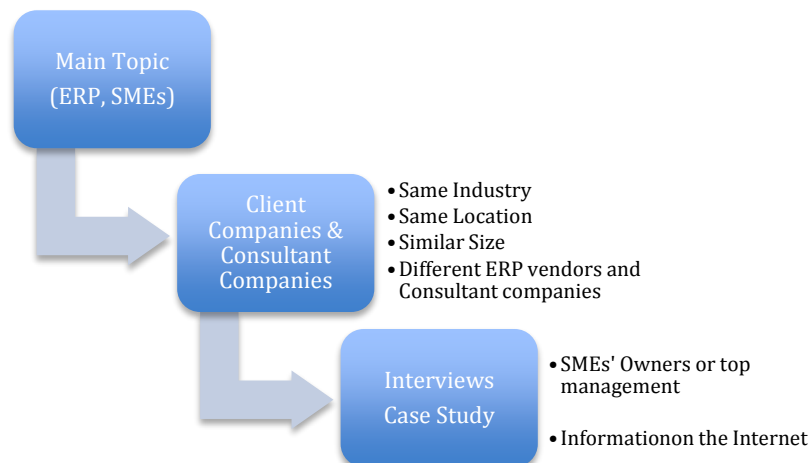 Main Topic
(ERP, SMEs)
Client
Companies &
Consultant
Companies
• Same Industry
• Same Location
• Similar Size
• Different ERP vendors and
Consultant companies
Interviews
Case Study
• SMEs' Owners or top
management
• Informationon the Internet